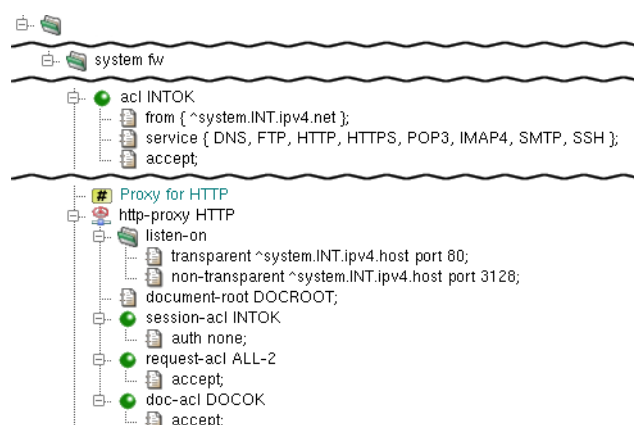 system fw
acl INTOK
from { ^system.INT.ipv4.net };
service { DNS, FTP, HTTP, HTTPS, POP3, IMAP4, SMTP, SSH };
accept;
# Proxy for HTTP
http-proxy HTTP
listen-on
transparent ^system.INT.ipv4.host port 80;
non-transparent ^system.INT.ipv4.host port 3128;
document-root DOCROOT;
session-acl INTOK
auth none;
request-acl ALL-2
accept;
doc-acl DOCOK
accept;